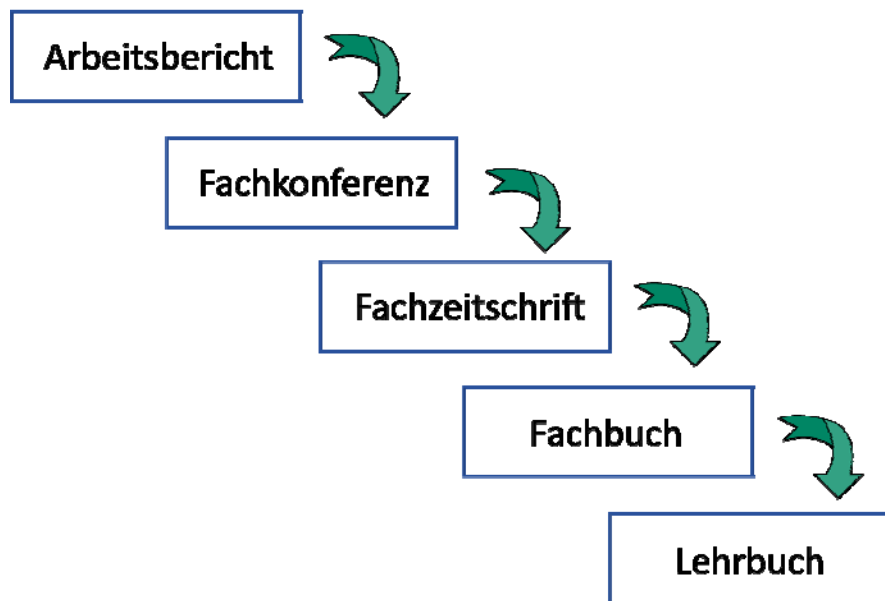 Arbeitsbericht
Fachkonferenz
Fachzeitschrift
Fachbuch
Lehrbuch